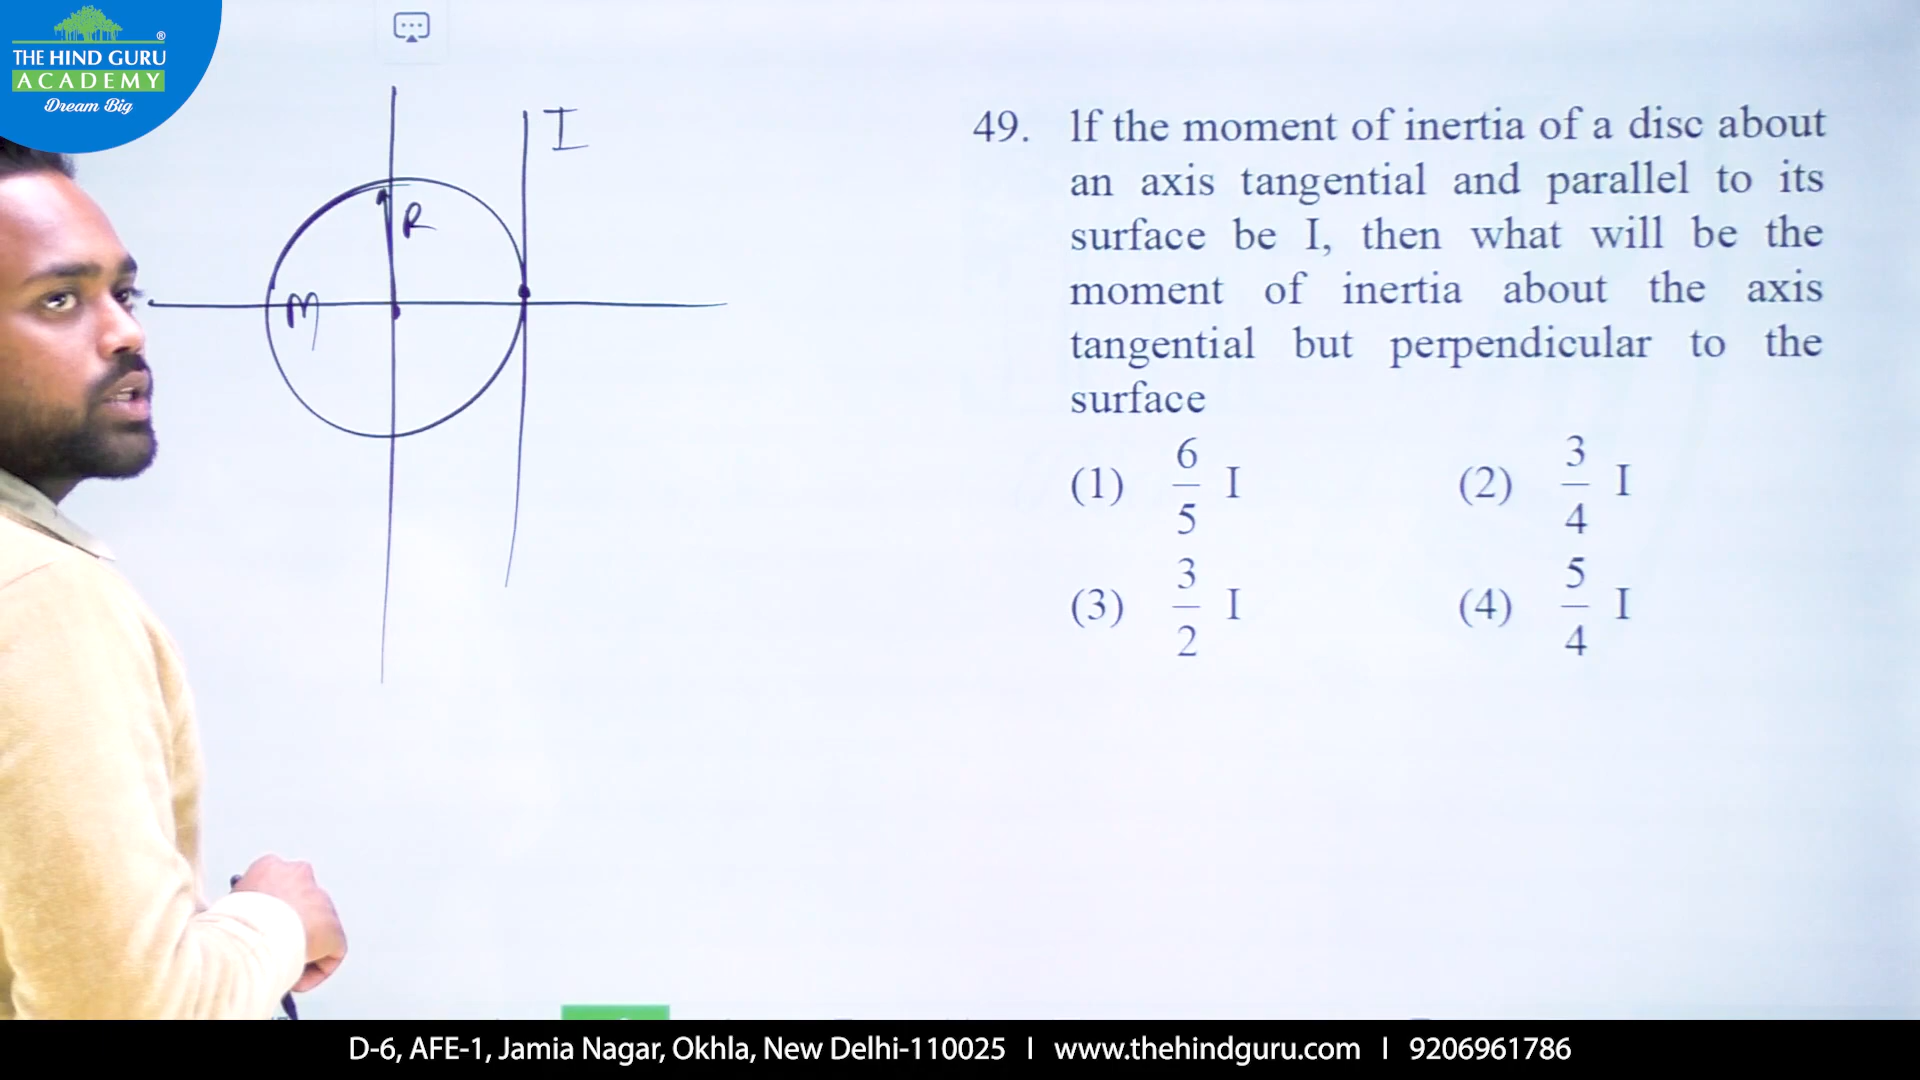 THE HIND GURU
®
ACADEMY
Dream Big
I
R
M
49. If the moment of inertia of a disc about
an axis tangential and parallel to its
surface be I, then what will be the
moment of inertia about the axis
tangential but perpendicular to the
surface
(1) 6/5 I (2) 3/4 I
(3) 3/2 I (4) 5/4 I
D-6, AFE-1, Jamia Nagar, Okhla, New Delhi-110025 I www.thehindguru.com I 9206961786